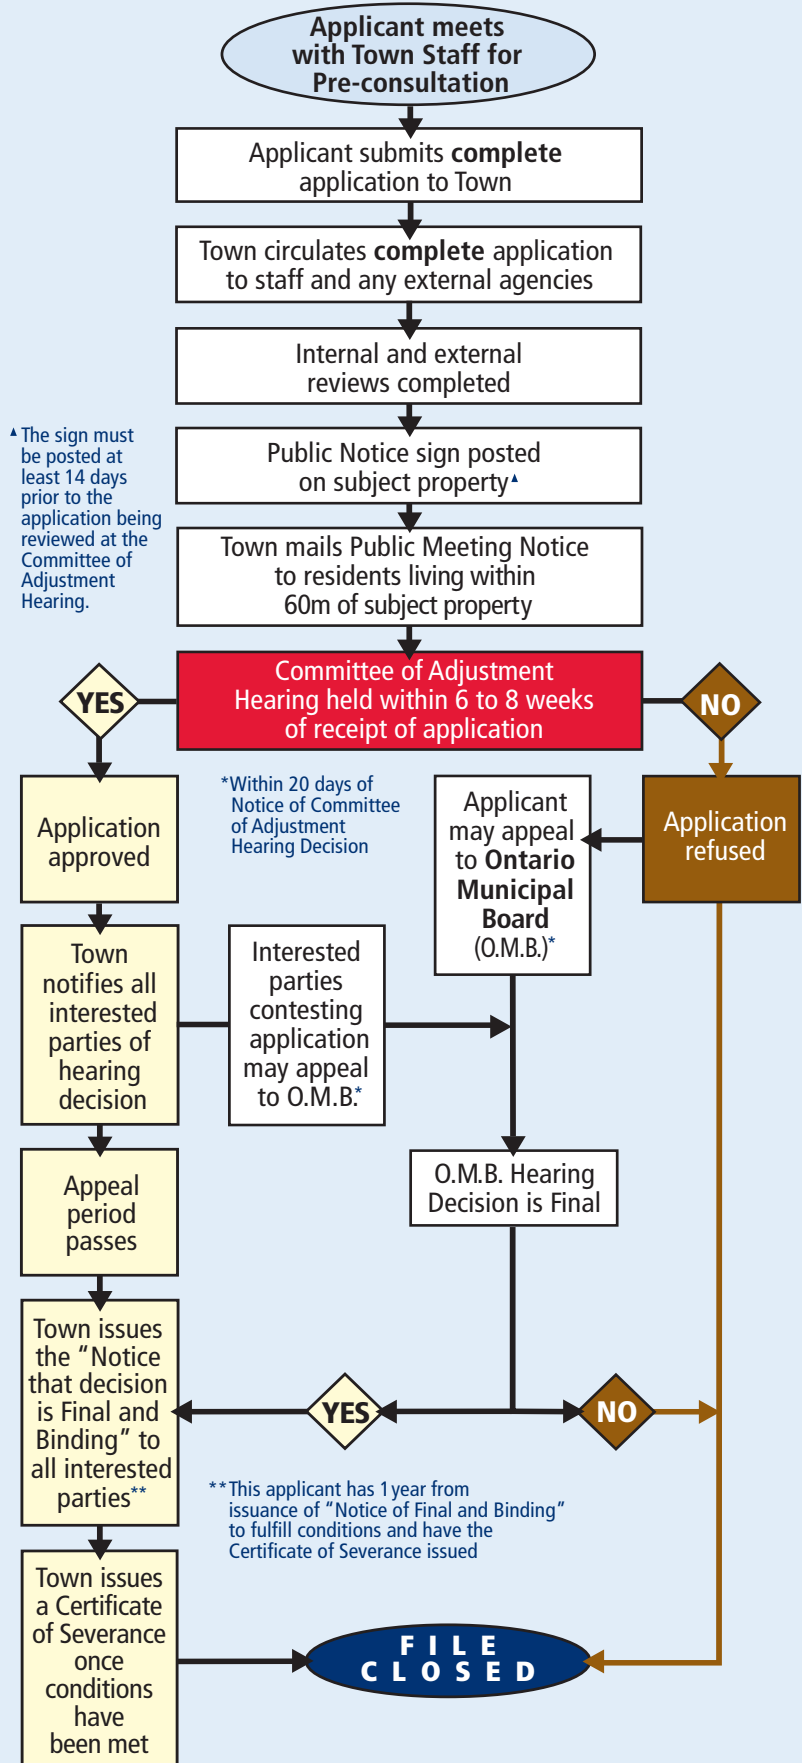 Applicant meets
with Town Staff for
Pre-consultation
Applicant submits complete
application to Town
Town circulates complete application
to staff and any external agencies
Internal and external
reviews completed
▲The sign must
be posted at
least 14 days
prior to the
application being
reviewed at the
Committee of
Adjustment
Hearing.
Public Notice sign posted
on subject property▲
Town mails Public Meeting Notice
to residents living within
60m of subject property
YES
Committee of Adjustment
Hearing held within 6 to 8 weeks
of receipt of application
NO
Application
approved
*Within 20 days of
Notice of Committee
of Adjustment
Hearing Decision
Applicant
may appeal
to Ontario
Municipal
Board
(O.M.B.)*
Application
refused
Town
notifies all
interested
parties of
hearing
decision
Interested
parties
contesting
application
may appeal
to O.M.B.*
Appeal
period
passes
O.M.B. Hearing
Decision is Final
Town issues
the “Notice
that decision
is Final and
Binding” to
all interested
parties**
YES
NO
**This applicant has 1 year from
issuance of “Notice of Final and Binding”
to fulfill conditions and have the
Certificate of Severance issued
Town issues
a Certificate
of Severance
once
conditions
have
been met
FILE
CLOSED